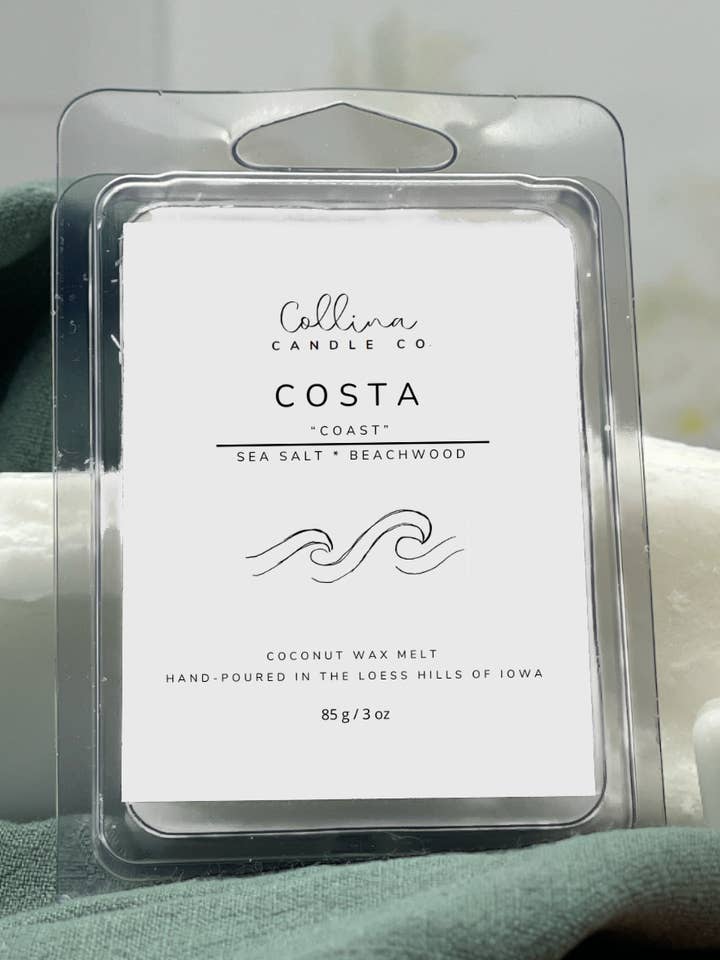 Collina
CANDLE CO.
COSTA
"COAST"
SEA SALT * BEACHWOOD
COCONUT WAX MELT
HAND-POURED IN THE LOESS HILLS OF IOWA
85 g / 3 oz